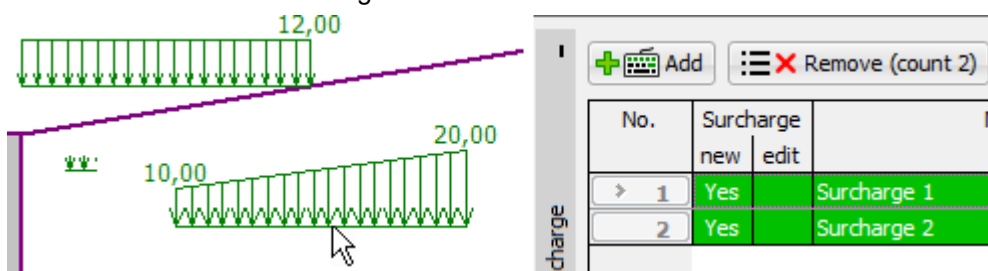 12,00
20,00
10,00
Add
Remove (count 2)
No.
Surcharge
new
edit
1
Yes
Surcharge 1
2
Yes
Surcharge 2
charge